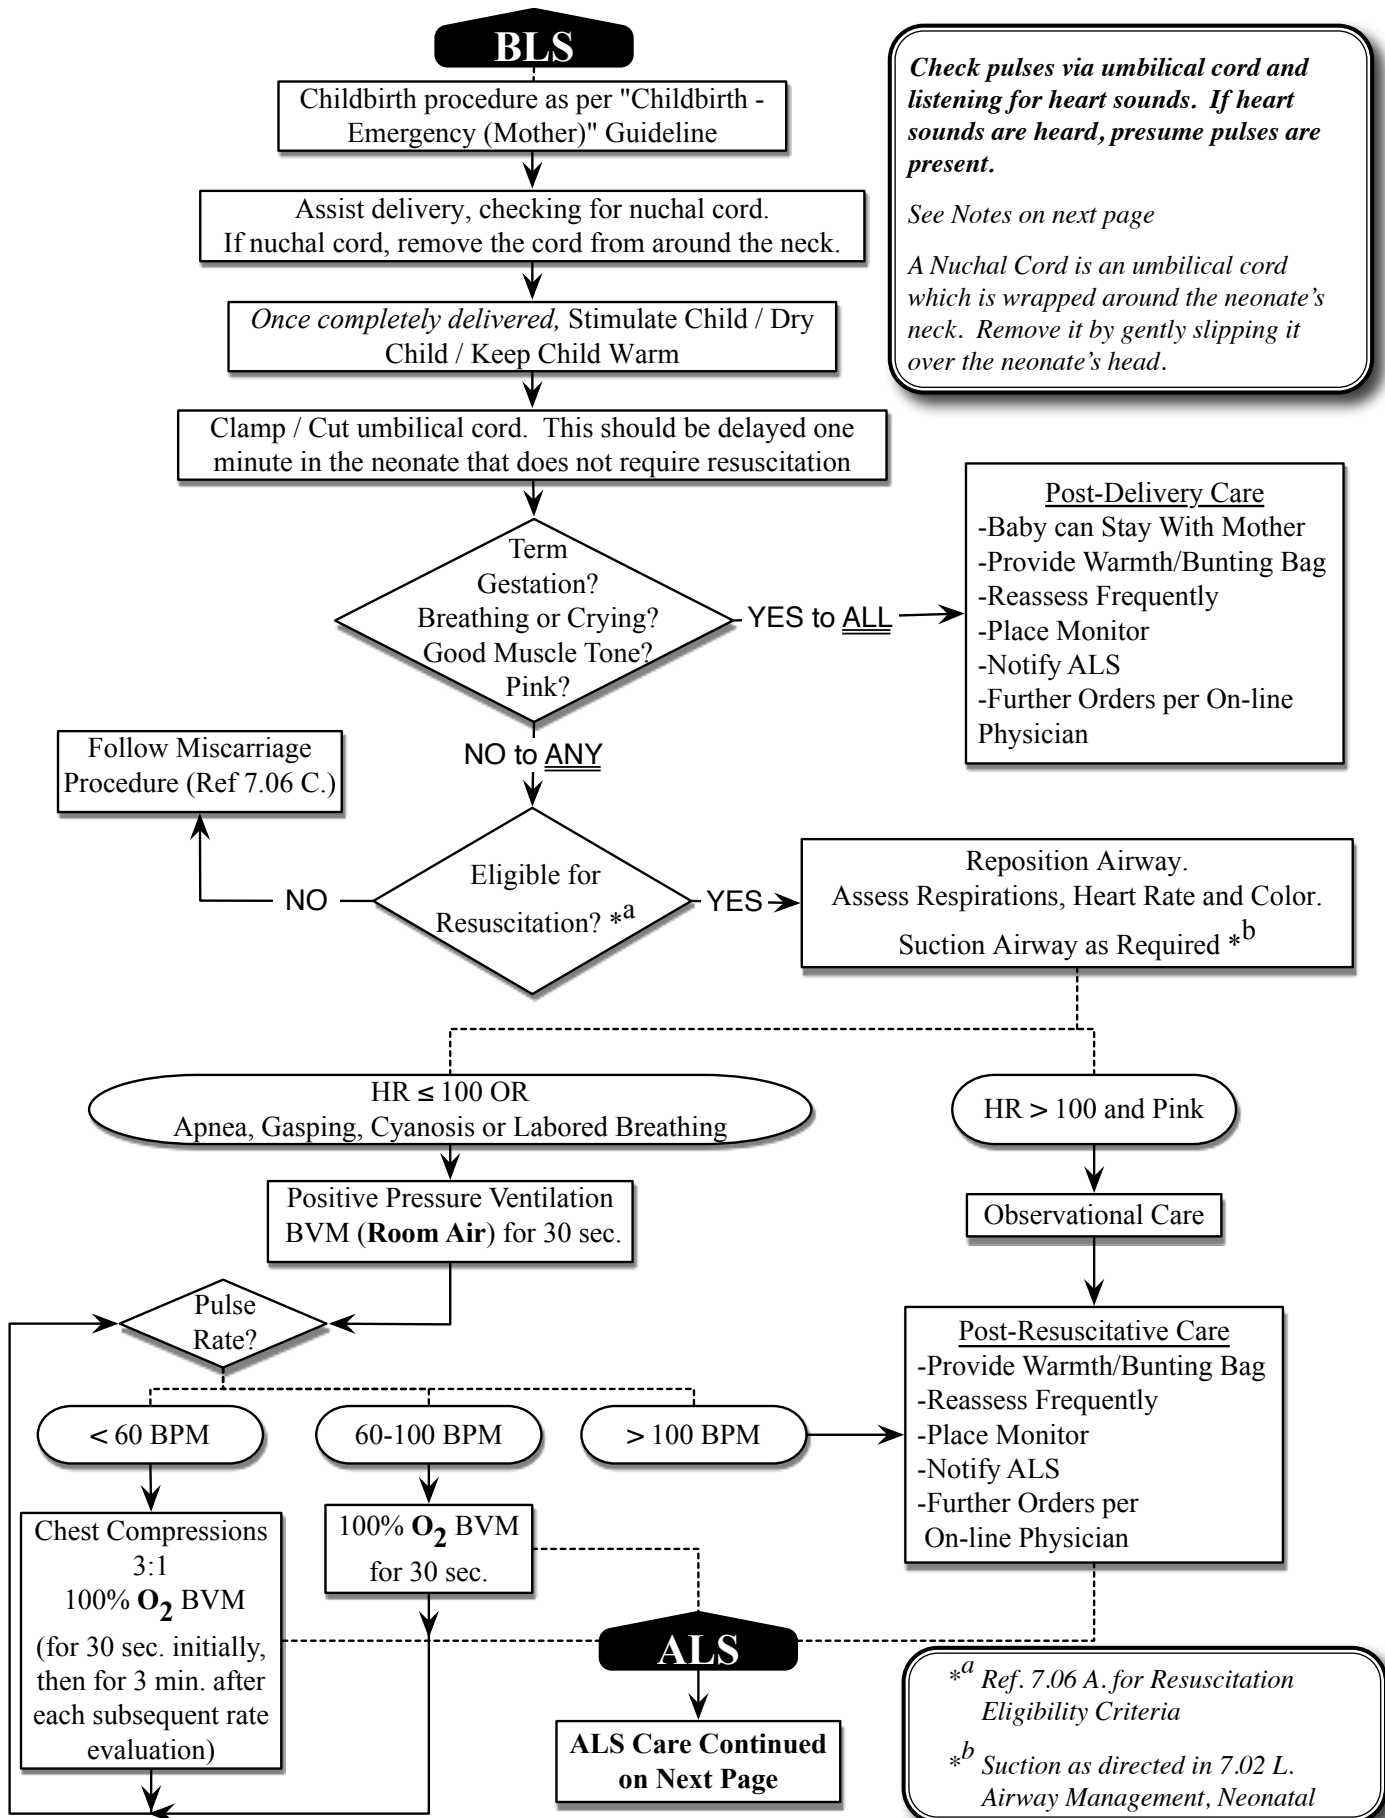 BLS
Childbirth procedure as per "Childbirth -
Emergency (Mother)" Guideline
Check pulses via umbilical cord and
listening for heart sounds.  If heart
sounds are heard, presume pulses are
present.
See Notes on next page
A Nuchal Cord is an umbilical cord
which is wrapped around the neonate's
neck.  Remove it by gently slipping it
over the neonate's head.
Assist delivery, checking for nuchal cord.
If nuchal cord, remove the cord from around the neck.
Once completely delivered, Stimulate Child / Dry
Child / Keep Child Warm
Clamp / Cut umbilical cord.  This should be delayed one
minute in the neonate that does not require resuscitation
Term
Gestation?
Breathing or Crying?
Good Muscle Tone?
Pink?
YES to ALL
Post-Delivery Care
-Baby can Stay With Mother
-Provide Warmth/Bunting Bag
-Reassess Frequently
-Place Monitor
-Notify ALS
-Further Orders per On-line
Physician
NO to ANY
Follow Miscarriage
Procedure (Ref 7.06 C.)
NO
Eligible for
Resuscitation? *a
YES
Reposition Airway.
Assess Respirations, Heart Rate and Color.
Suction Airway as Required *b
HR ≤ 100 OR
Apnea, Gasping, Cyanosis or Labored Breathing
HR > 100 and Pink
Positive Pressure Ventilation
BVM (Room Air) for 30 sec.
Observational Care
Pulse
Rate?
< 60 BPM
60-100 BPM
> 100 BPM
Post-Resuscitative Care
-Provide Warmth/Bunting Bag
-Reassess Frequently
-Place Monitor
-Notify ALS
-Further Orders per
On-line Physician
Chest Compressions
3:1
100% O2 BVM
(for 30 sec. initially,
then for 3 min. after
each subsequent rate
evaluation)
100% O2 BVM
for 30 sec.
ALS
ALS Care Continued
on Next Page
*a Ref. 7.06 A. for Resuscitation
Eligibility Criteria
*b Suction as directed in 7.02 L.
Airway Management, Neonatal